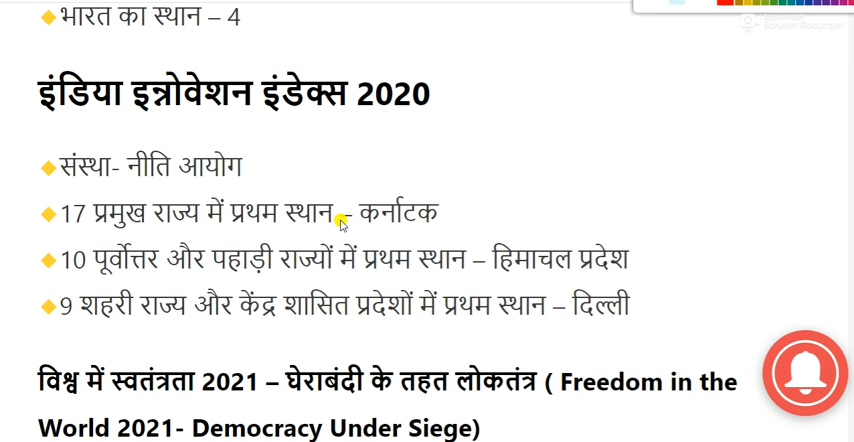 भारत का स्थान – 4
इंडिया इन्नोवेशन इंडेक्स 2020
संस्था- नीति आयोग
17 प्रमुख राज्य में प्रथम स्थान – कर्नाटक
10 पूर्वोत्तर और पहाड़ी राज्यों में प्रथम स्थान – हिमाचल प्रदेश
9 शहरी राज्य और केंद्र शासित प्रदेशों में प्रथम स्थान – दिल्ली
विश्व में स्वतंत्रता 2021 – घेराबंदी के तहत लोकतंत्र ( Freedom in the
World 2021- Democracy Under Siege)